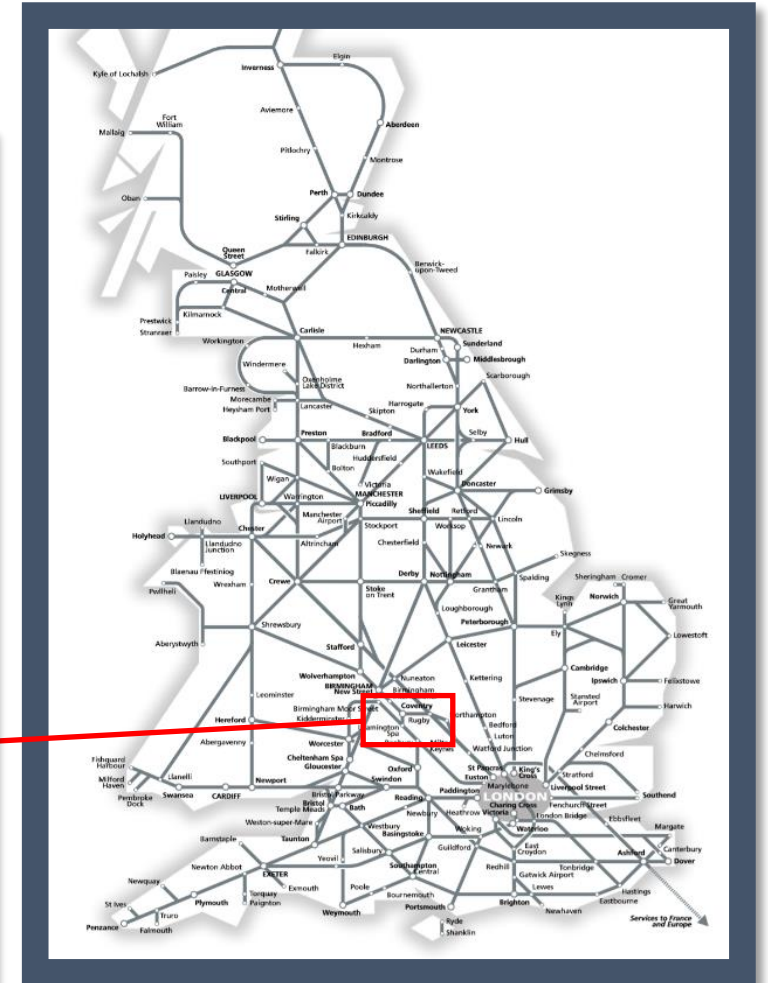 Elgin
Kyle of Lochalsh
Inverness
Aviemore
Fort
William
Mallaig
Aberdeen
Pitlochry
Montrose
Perth
Dundee
Oban
Kirkcaldy
Stirling
EDINBURGH
Queen
Street
Falkirk
Berwick-
upon-Tweed
Paisley
GLASGOW
Central
Motherwell
Prestwick
Kilmarnock
Stranraer
Carlisle
NEWCASTLE
Workington
Hexham
Sunderland
Durham
Darlington
Middlesbrough
Windermere
Scarborough
Oxenholme
Lake District
Barrow-in-Furness
Northallerton
Morecambe
Heysham Port
Lancaster
Harrogate
Skipton
York
Preston
Bradford
Selby
Blackpool
Blackburn
LEEDS
Hull
Huddersfield
Southport
Bolton
Wakefield
Wigan
Victoria
Doncaster
LIVERPOOL
Warrington
MANCHESTER
Piccadilly
Grimsby
Manchester
Airport
Sheffield
Retford
Llandudno
Stockport
Lincoln
Holyhead
Chester
Worksop
Llandudno
Junction
Altrincham
Chesterfield
Newark
Skegness
Blaenau Ffestiniog
Wrexham
Crewe
Derby
Nottingham
Spalding
Sheringham
Cromer
Pwllheli
Stoke
on Trent
Grantham
Kings
Lynn
Norwich
Great
Yarmouth
Loughborough
Shrewsbury
Peterborough
Ely
Lowestoft
Aberystwyth
Stafford
Leicester
Wolverhampton
Cambridge
BIRMINGHAM
New Street
Nuneaton
Birmingham
Kettering
Ipswich
Felixstowe
Leominster
Stevenage
Stansted
Airport
Birmingham Moor Street
Coventry
Harwich
Hereford
Kidderminster
Rugby
Northampton
Leamington
Spa
Bedford
Colchester
Abergavenny
Worcester
Luton
Milton
Keynes
Watford Junction
Chelmsford
Cheltenham Spa
Gloucester
Fishguard
Harbour
Oxford
St Pancras
King's
Cross
Stratford
Milford
Haven
Llanelli
Newport
Swindon
Euston
Marylebone
Liverpool Street
Pembroke
Dock
Swansea
CARDIFF
Bristol Parkway
Paddington
LONDON
Southend
Bristol
Temple Meads
Bath
Reading
Charing Cross
Fenchurch Street
Newbury
Heathrow
Victoria
London Bridge
Ebbsfleet
Weston-super-Mare
Westbury
Basingstoke
Woking
Waterloo
Margate
Barnstaple
Taunton
Guildford
East
Croydon
Canterbury
Yeovil
Salisbury
Ashford
Dover
Newton Abbot
Southampton
Central
Redhill
Tonbridge
Gatwick Airport
Newquay
EXETER
Exmouth
Poole
Lewes
Hastings
Torquay
Paignton
Bournemouth
Eastbourne
St Ives
Plymouth
Weymouth
Portsmouth
Brighton
Newhaven
Truro
Ryde
Services to France
and Europe
Penzance
Falmouth
Shanklin